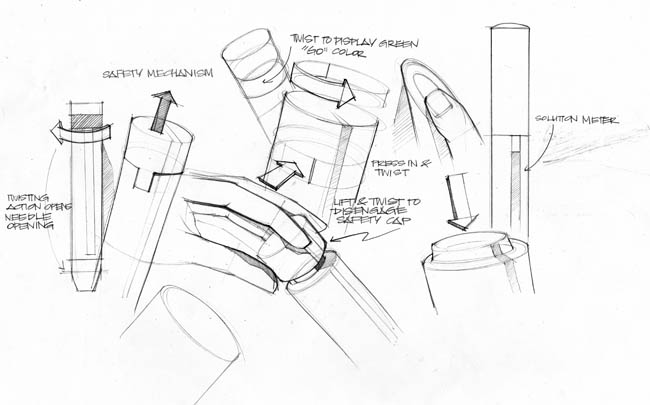 TWIST TO DISPLAY GREEN
"GO" COLOR
SAFETY MECHANISM
SOLUTION METER
PRESS IN &
TWIST
TWISTING
ACTION OPENS
NEEDLE
OPENING
LIFT & TWIST TO
DISENGAGE
SAFETY CAP